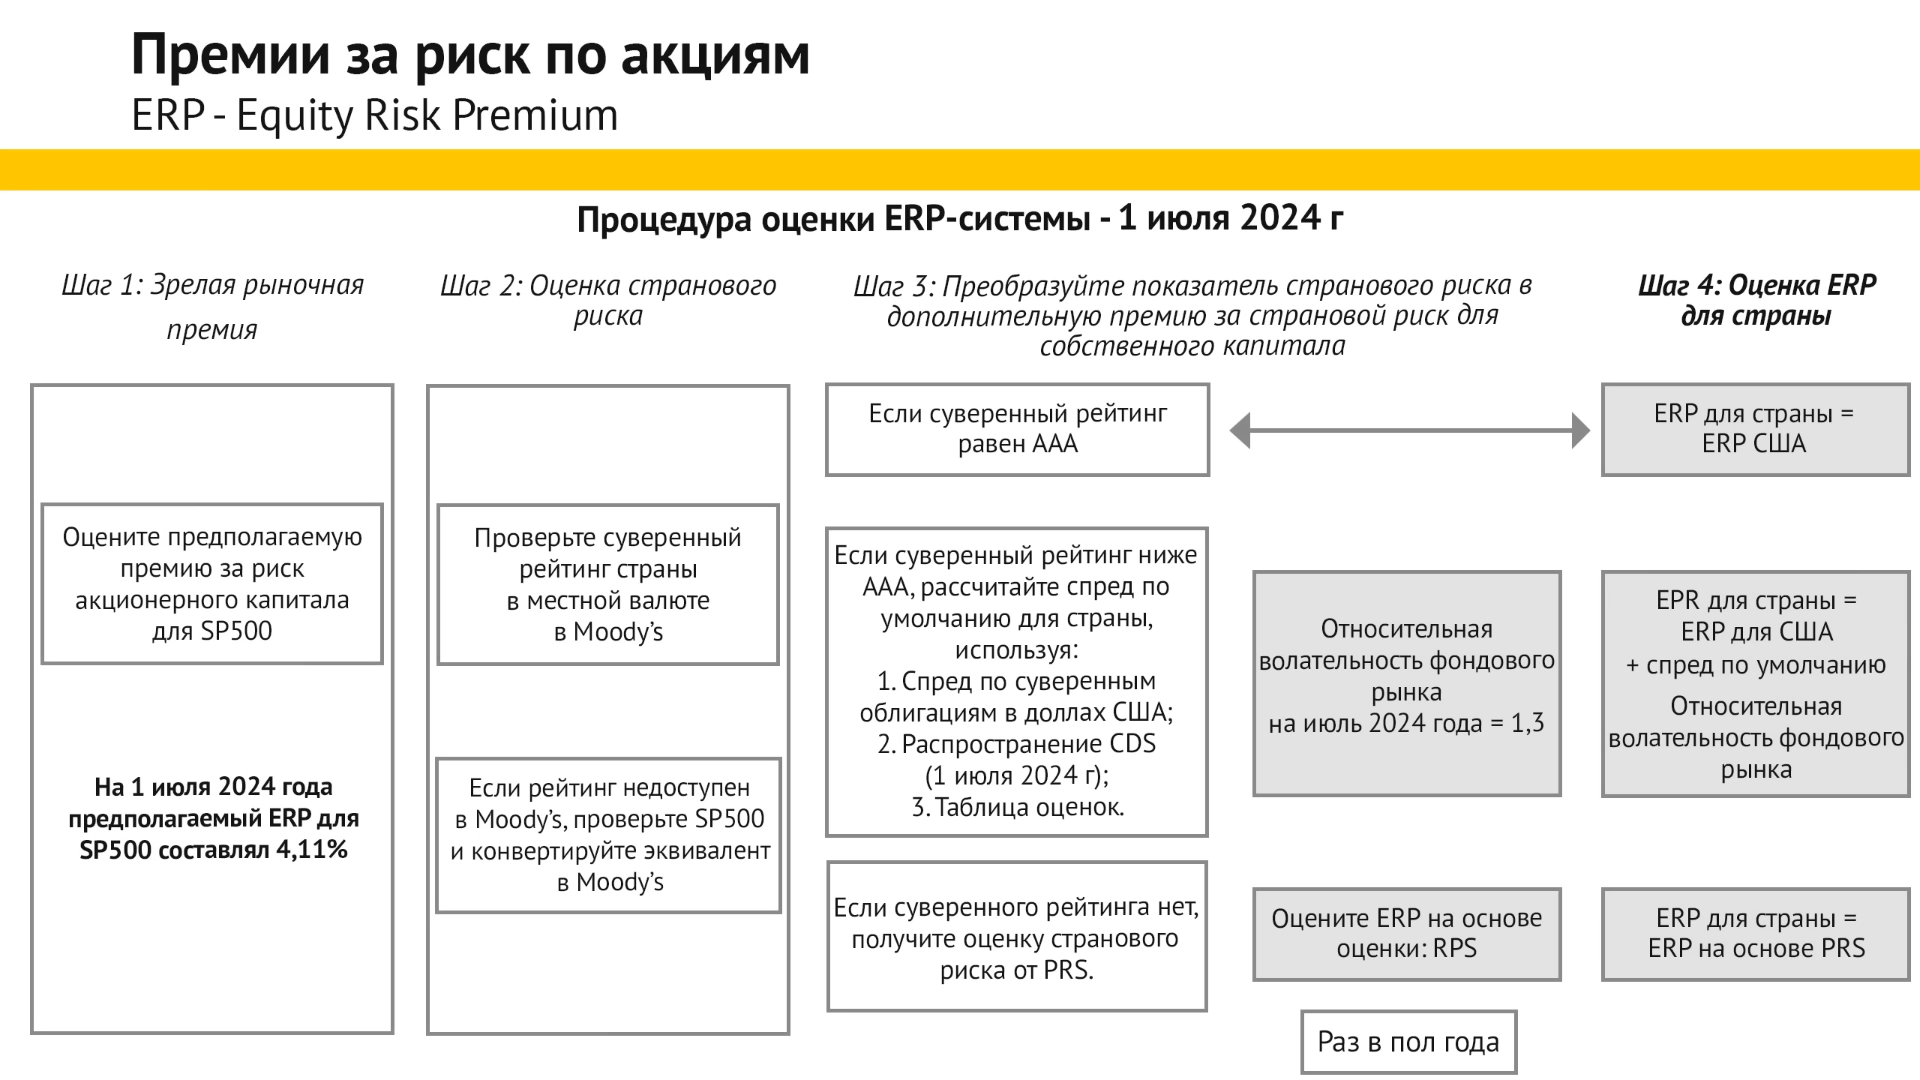 Премии за риск по акциям
ERP - Equity Risk Premium
Процедура оценки ERP-системы - 1 июля 2024 г
Шаг 1: Зрелая рыночная
премия
Оцените предполагаемую
премию за риск
акционерного капитала
для SP500
На 1 июля 2024 года
предполагаемый ERP для
SP500 составлял 4,11%
Шаг 2: Оценка странового
риска
Проверьте суверенный
рейтинг страны
в местной валюте
в Moody’s
Если рейтинг недоступен
в Moody’s, проверьте SP500
и конвертируйте эквивалент
в Moody’s
Шаг 3: Преобразуйте показатель странового риска в
дополнительную премию за страновой риск для
собственного капитала
Если суверенный рейтинг
равен AAA
Если суверенный рейтинг ниже
AAA, рассчитайте спред по
умолчанию для страны,
используя:
1. Спред по суверенным
облигациям в доллах США;
2. Распространение CDS
(1 июля 2024 г);
3. Таблица оценок.
Если суверенного рейтинга нет,
получите оценку странового
риска от PRS.
Относительная
волательность фондового
рынка
на июль 2024 года = 1,3
Оцените ERP на основе
оценки: RPS
Раз в пол года
Шаг 4: Оценка ERP
для страны
ERP для страны =
ERP США
EPR для страны =
ERP для США
+ спред по умолчанию
Относительная
волательность фондового
рынка
ERP для страны =
ERP на основе PRS